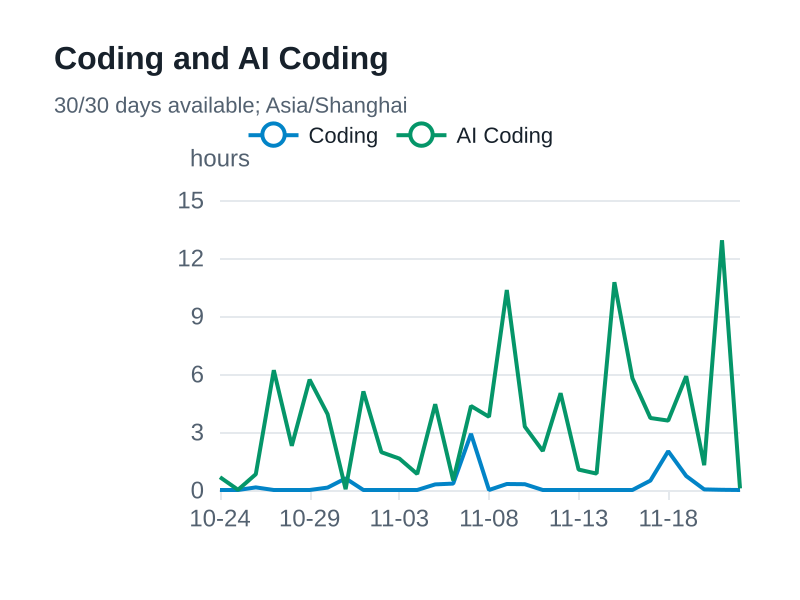 Coding and AI Coding
30/30 days available; Asia/Shanghai
Coding AI Coding
hours
15
12
9
6
3
0
10-24 10-29 11-03 11-08 11-13 11-18